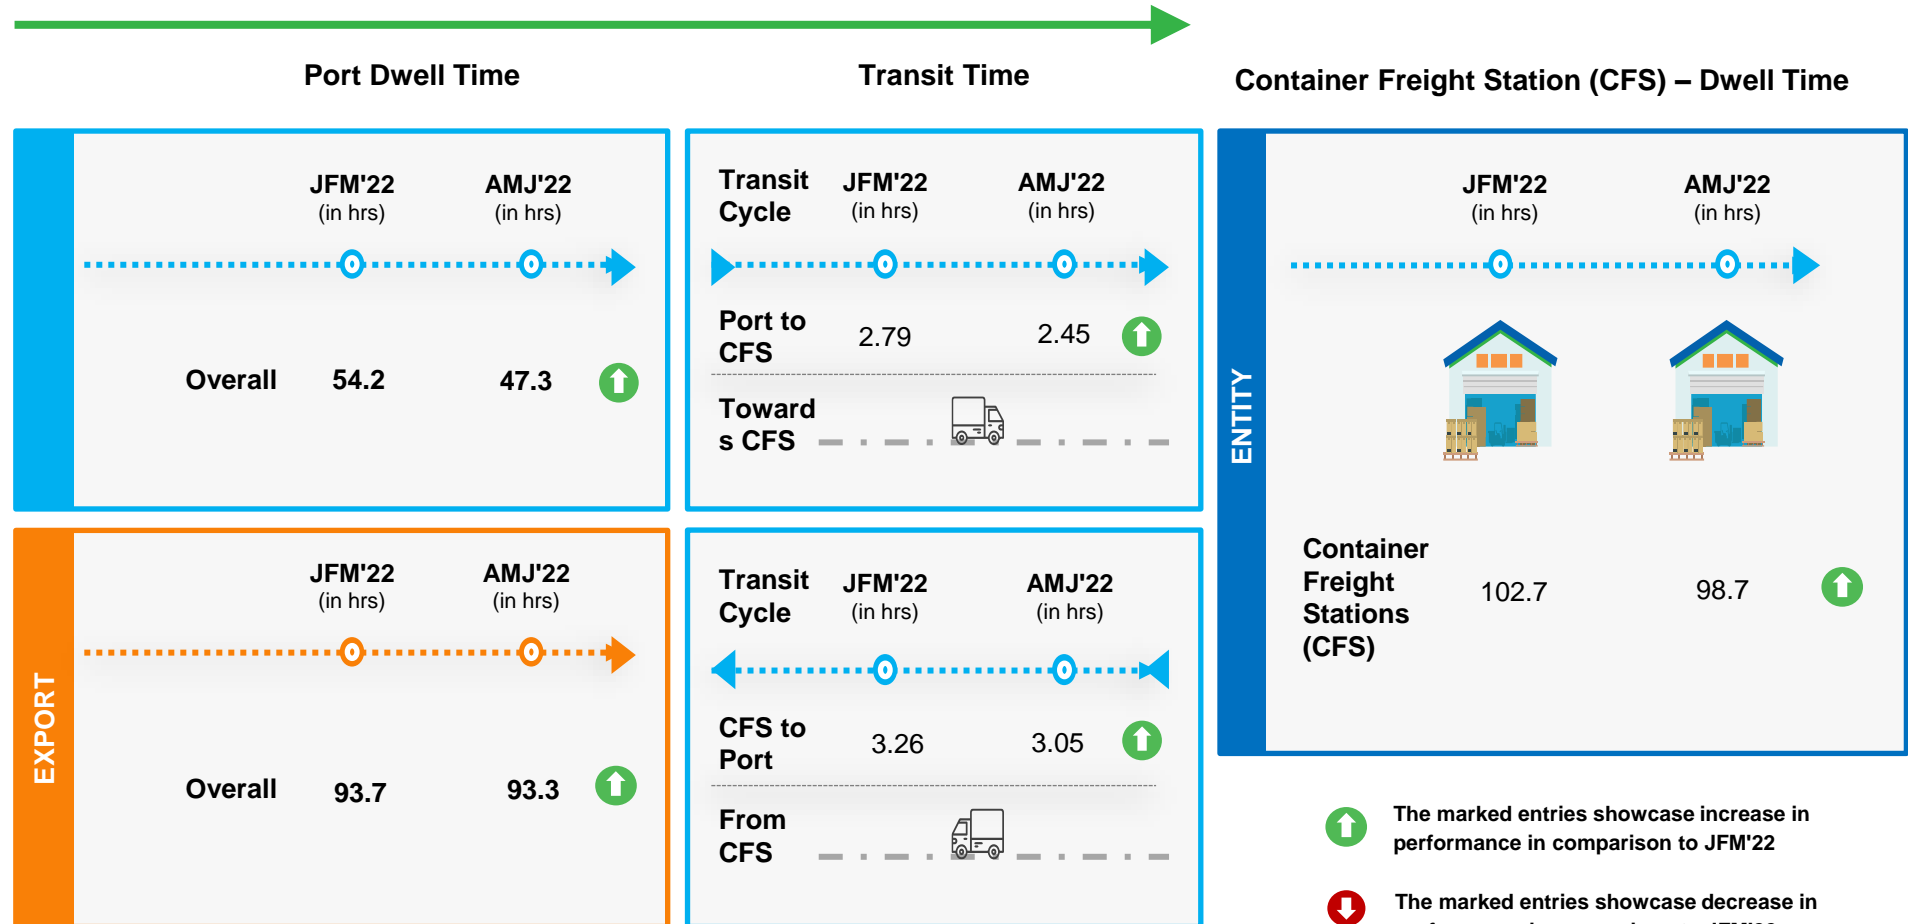 Port Dwell Time
Transit Time
Container Freight Station (CFS) – Dwell Time
JFM'22
(in hrs)
AMJ'22
(in hrs)
Overall
54.2
47.3
Transit
Cycle
JFM'22
(in hrs)
AMJ'22
(in hrs)
Port to
CFS
2.79
2.45
Toward
s CFS
ENTITY
JFM'22
(in hrs)
AMJ'22
(in hrs)
Container
Freight
Stations
(CFS)
102.7
98.7
EXPORT
JFM'22
(in hrs)
AMJ'22
(in hrs)
Overall
93.7
93.3
Transit
Cycle
JFM'22
(in hrs)
AMJ'22
(in hrs)
CFS to
Port
3.26
3.05
From
CFS
The marked entries showcase increase in
performance in comparison to JFM'22
The marked entries showcase decrease in